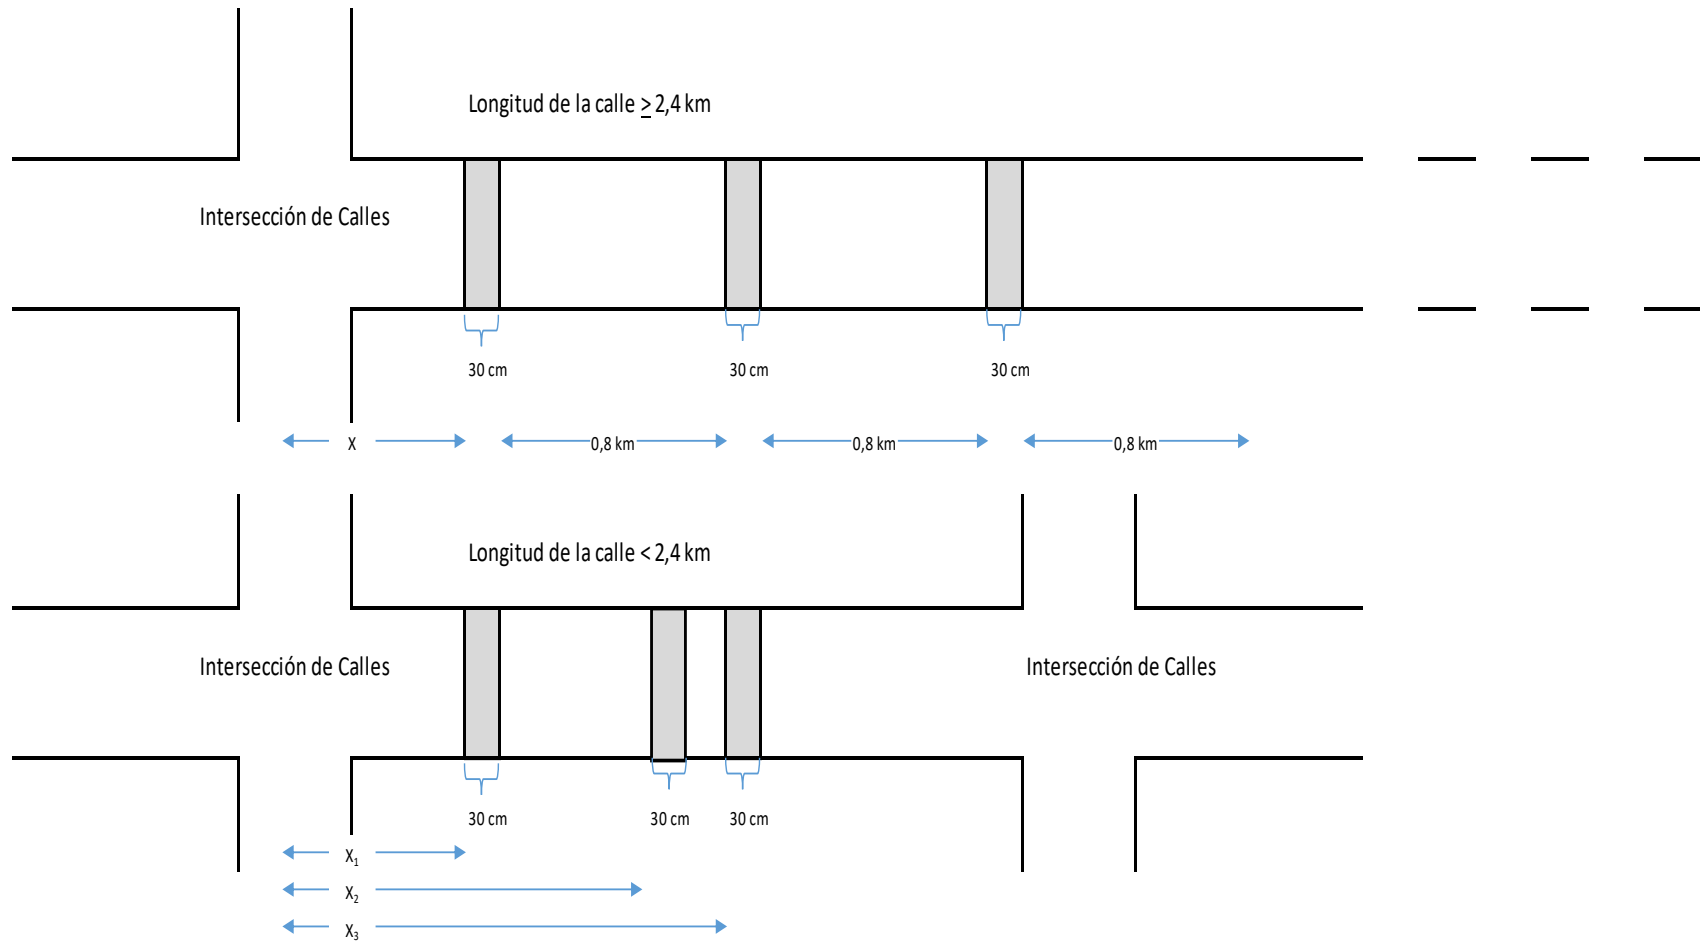 Longitud de la calle ≥ 2,4 km
Intersección de Calles
30 cm 30 cm 30 cm
X 0,8 km 0,8 km 0,8 km
Longitud de la calle < 2,4 km
Intersección de Calles Intersección de Calles
30 cm 30 cm 30 cm
X₁
X₂
X₃